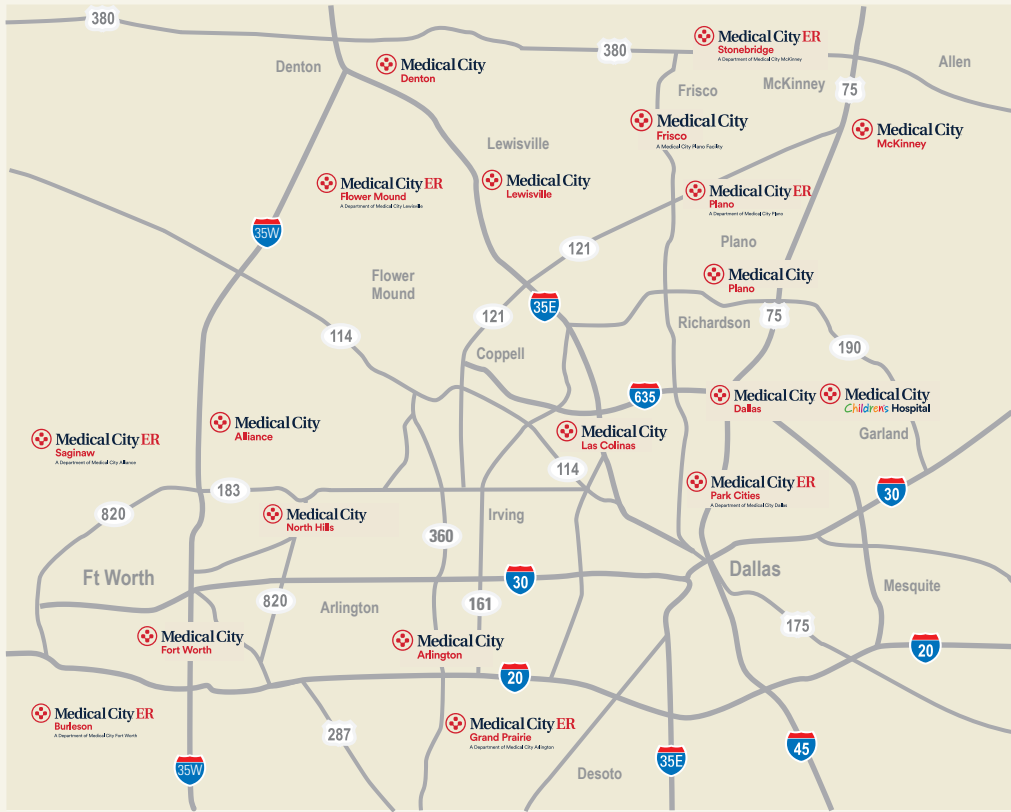 380
Medical City ER
Stonebridge
A Department of Medical City McKinney
380
Denton
Medical City
Denton
Allen
McKinney
75
Frisco
Medical City
Frisco
A Medical City Plano Facility
Medical City
McKinney
Lewisville
Medical City ER
Flower Mound
A Department of Medical City Lewisville
Medical City
Lewisville
Medical City ER
Plano
A Department of Medical City Plano
35W
121
Plano
Flower
Mound
Medical City
Plano
35E
121
75
Richardson
114
190
Coppell
635
Medical City
Dallas
Medical City
Children's Hospital
Medical City
Alliance
Medical City
Las Colinas
Garland
Medical City ER
Saginaw
A Department of Medical City Alliance
114
183
Medical City ER
Park Cities
A Department of Medical City Dallas
30
820
Medical City
North Hills
Irving
360
Ft Worth
30
Dallas
Mesquite
820
Arlington
161
175
Medical City
Fort Worth
Medical City
Arlington
20
20
Medical City ER
Burleson
A Department of Medical City Fort Worth
287
Medical City ER
Grand Prairie
A Department of Medical City Arlington
45
35W
35E
Desoto